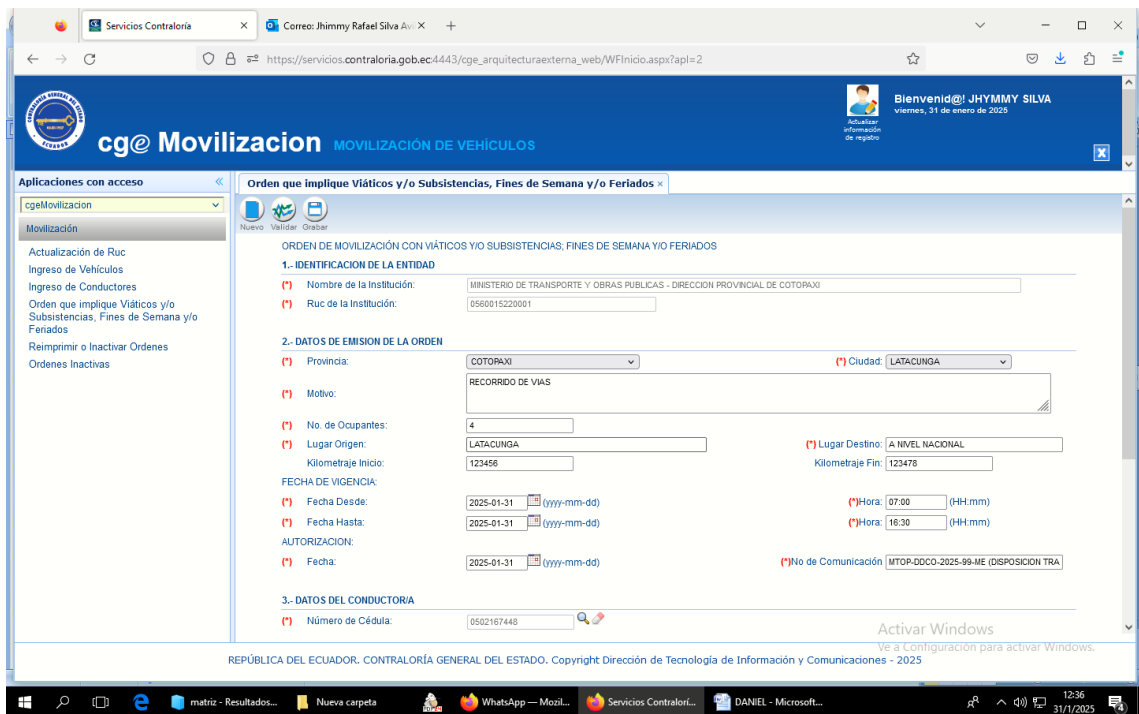 Servicios Contraloría
Correo: Jhimmy Rafael Silva Avi
https://servicios.contraloria.gob.ec:4443/cge_arquitecturaexterna_web/WFInicio.aspx?apl=2
CONTRALORÍA GENERAL DEL ESTADO
ECUADOR
cg@ Movilizacion MOVILIZACIÓN DE VEHÍCULOS
Actualizar
información
de registro
Bienvenid@! JHYMMY SILVA
viernes, 31 de enero de 2025
X
Aplicaciones con acceso
cgeMovilizacion
Movilización
Actualización de Ruc
Ingreso de Vehículos
Ingreso de Conductores
Orden que implique Viáticos y/o
Subsistencias, Fines de Semana y/o
Feriados
Reimprimir o Inactivar Ordenes
Ordenes Inactivas
Orden que implique Viáticos y/o Subsistencias, Fines de Semana y/o Feriados ×
Nuevo Validar Grabar
ORDEN DE MOVILIZACIÓN CON VIÁTICOS Y/O SUBSISTENCIAS; FINES DE SEMANA Y/O FERIADOS
1.- IDENTIFICACION DE LA ENTIDAD
(*) Nombre de la Institución: MINISTERIO DE TRANSPORTE Y OBRAS PUBLICAS - DIRECCION PROVINCIAL DE COTOPAXI
(*) Ruc de la Institución: 0560015220001
2.- DATOS DE EMISION DE LA ORDEN
(*) Provincia: COTOPAXI (*) Ciudad: LATACUNGA
(*) Motivo: RECORRIDO DE VIAS
(*) No. de Ocupantes: 4
(*) Lugar Origen: LATACUNGA (*) Lugar Destino: A NIVEL NACIONAL
Kilometraje Inicio: 123456 Kilometraje Fin: 123478
FECHA DE VIGENCIA:
(*) Fecha Desde: 2025-01-31 (yyyy-mm-dd) (*)Hora: 07:00 (HH:mm)
(*) Fecha Hasta: 2025-01-31 (yyyy-mm-dd) (*)Hora: 16:30 (HH:mm)
AUTORIZACION:
(*) Fecha: 2025-01-31 (yyyy-mm-dd) (*)No de Comunicación MTOP-DDCO-2025-99-ME (DISPOSICION TRA
3.- DATOS DEL CONDUCTOR/A
(*) Número de Cédula: 0502167448
Activar Windows
Ve a Configuración para activar Windows.
REPÚBLICA DEL ECUADOR. CONTRALORÍA GENERAL DEL ESTADO. Copyright Dirección de Tecnología de Información y Comunicaciones - 2025
matriz - Resultados... Nueva carpeta WhatsApp — Mozil... Servicios Contralorí... DANIEL - Microsoft... 12:36
31/1/2025
4